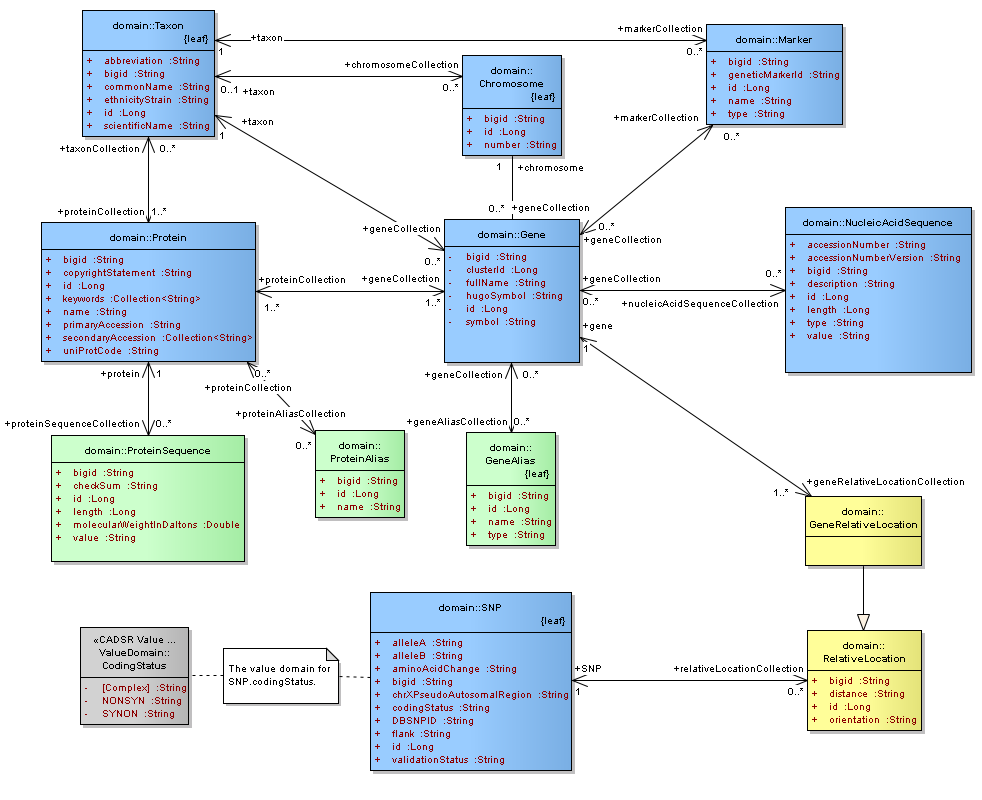 domain::Taxon
{leaf}
+ abbreviation :String
+ bigid :String
+ commonName :String
+ ethnicityStrain :String
+ id :Long
+ scientificName :String
+taxon
1
+markerCollection
0..*
domain::Marker
+ bigid :String
+ geneticMarkerId :String
+ id :Long
+ name :String
+ type :String
+chromosomeCollection
0..*
0..1
+taxon
domain::
Chromosome
{leaf}
+ bigid :String
+ id :Long
+ number :String
+taxon
1
+markerCollection
0..*
+taxonCollection
0..*
1
+chromosome
0..*
+geneCollection
+proteinCollection
1..*
+geneCollection
0..*
0..*
+geneCollection
domain::Protein
+ bigid :String
+ copyrightStatement :String
+ id :Long
+ keywords :Collection<String>
+ name :String
+ primaryAccession :String
+ secondaryAccession :Collection<String>
+ uniProtCode :String
+proteinCollection
1..*
+geneCollection
1..*
domain::Gene
- bigid :String
- clusterId :Long
- fullName :String
- hugoSymbol :String
- id :Long
- symbol :String
+geneCollection
0..*
0..*
+nucleicAcidSequenceCollection
domain::NucleicAcidSequence
+ accessionNumber :String
+ accessionNumberVersion :String
+ bigid :String
+ description :String
+ id :Long
+ length :Long
+ type :String
+ value :String
+gene
1
+protein
1
0..*
+proteinCollection
+geneCollection
0..*
+proteinAliasCollection
0..*
+proteinSequenceCollection
0..*
+geneAliasCollection
0..*
domain::ProteinSequence
+ bigid :String
+ checkSum :String
+ id :Long
+ length :Long
+ molecularWeightInDaltons :Double
+ value :String
domain::
ProteinAlias
+ bigid :String
+ id :Long
+ name :String
domain::
GeneAlias
{leaf}
+ bigid :String
+ id :Long
+ name :String
+ type :String
+geneRelativeLocationCollection
1..*
domain::
GeneRelativeLocation
«CADSR Value ...
ValueDomain::
CodingStatus
- [Complex] :String
- NONSYN :String
- SYNON :String
The value domain for
SNP.codingStatus.
domain::SNP
{leaf}
+ alleleA :String
+ alleleB :String
+ aminoAcidChange :String
+ bigid :String
+ chrXPseudoAutosomalRegion :String
+ codingStatus :String
+ DBSNPID :String
+ flank :String
+ id :Long
+ validationStatus :String
+SNP
1
+relativeLocationCollection
0..*
domain::
RelativeLocation
+ bigid :String
+ distance :String
+ id :Long
+ orientation :String